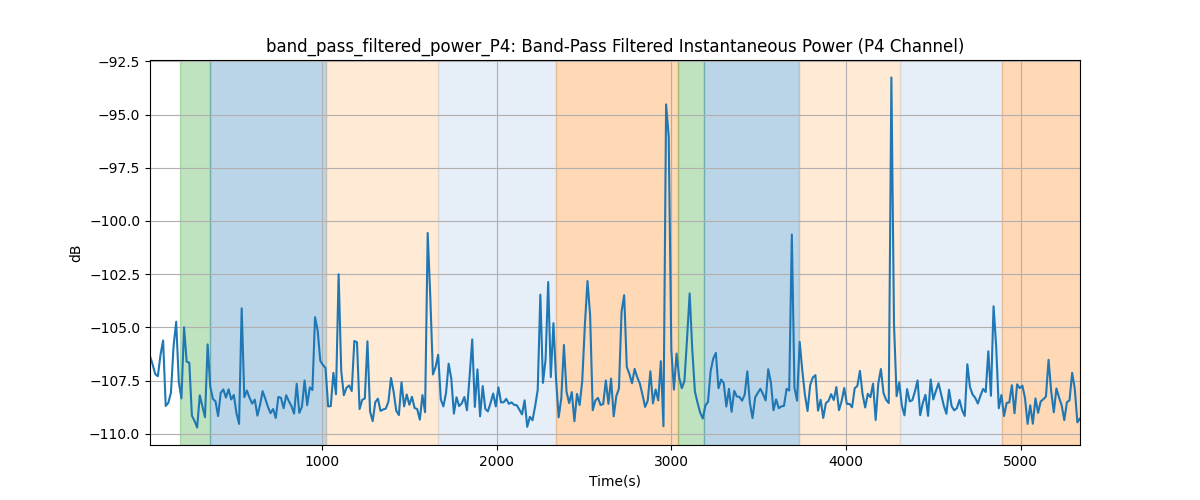 band_pass_filtered_power_P4: Band-Pass Filtered Instantaneous Power (P4 Channel)
−92.5
−95.0
−97.5
−100.0
−102.5
−105.0
−107.5
−110.0
dB
1000 2000 3000 4000 5000
Time(s)